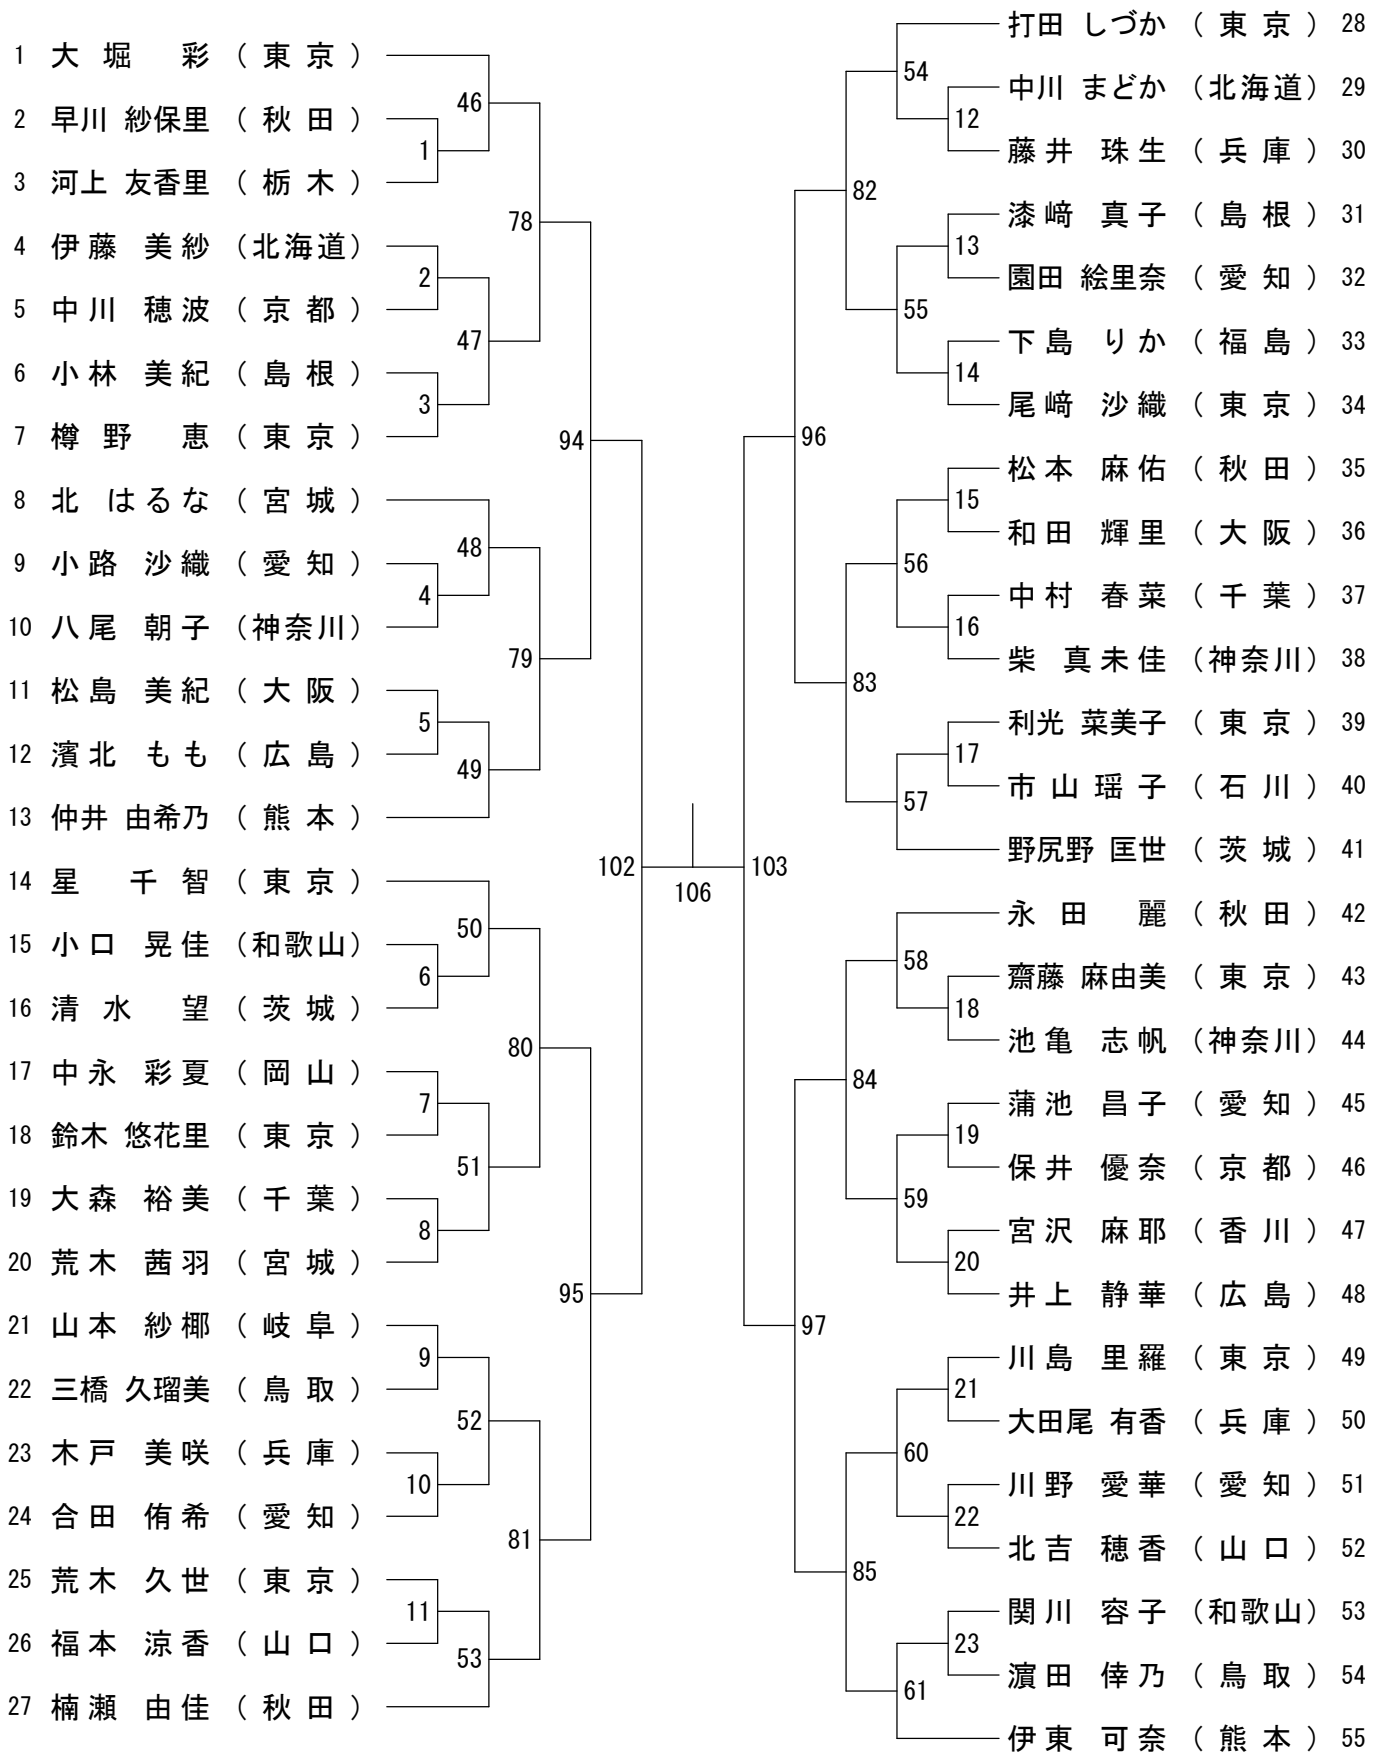 1 大堀 彩 (東京)
2 早川 紗保里 (秋田)
3 河上 友香里 (栃木)
4 伊藤 美紗 (北海道)
5 中川 穂波 (京都)
6 小林 美紀 (島根)
7 樽野 恵 (東京)
8 北 はるな (宮城)
9 小路 沙織 (愛知)
10 八尾 朝子 (神奈川)
11 松島 美紀 (大阪)
12 濱北 もも (広島)
13 仲井 由希乃 (熊本)
14 星 千智 (東京)
15 小口 晃佳 (和歌山)
16 清水 望 (茨城)
17 中永 彩夏 (岡山)
18 鈴木 悠花里 (東京)
19 大森 裕美 (千葉)
20 荒木 茜羽 (宮城)
21 山本 紗椰 (岐阜)
22 三橋 久瑠美 (鳥取)
23 木戸 美咲 (兵庫)
24 合田 侑希 (愛知)
25 荒木 久世 (東京)
26 福本 涼香 (山口)
27 楠瀬 由佳 (秋田)
1
2
3
4
5
6
7
8
9
10
11
46
47
48
49
50
51
52
53
78
79
80
81
94
95
102
106
103
96
97
82
83
84
85
54
55
56
57
58
59
60
61
12
13
14
15
16
17
18
19
20
21
22
23
打田 しづか (東京) 28
中川 まどか (北海道) 29
藤井 珠生 (兵庫) 30
漆﨑 真子 (島根) 31
園田 絵里奈 (愛知) 32
下島 りか (福島) 33
尾﨑 沙織 (東京) 34
松本 麻佑 (秋田) 35
和田 輝里 (大阪) 36
中村 春菜 (千葉) 37
柴 真未佳 (神奈川) 38
利光 菜美子 (東京) 39
市山 瑶子 (石川) 40
野尻野 匡世 (茨城) 41
永田 麗 (秋田) 42
齋藤 麻由美 (東京) 43
池亀 志帆 (神奈川) 44
蒲池 昌子 (愛知) 45
保井 優奈 (京都) 46
宮沢 麻耶 (香川) 47
井上 静華 (広島) 48
川島 里羅 (東京) 49
大田尾 有香 (兵庫) 50
川野 愛華 (愛知) 51
北吉 穂香 (山口) 52
関川 容子 (和歌山) 53
濵田 倖乃 (鳥取) 54
伊東 可奈 (熊本) 55